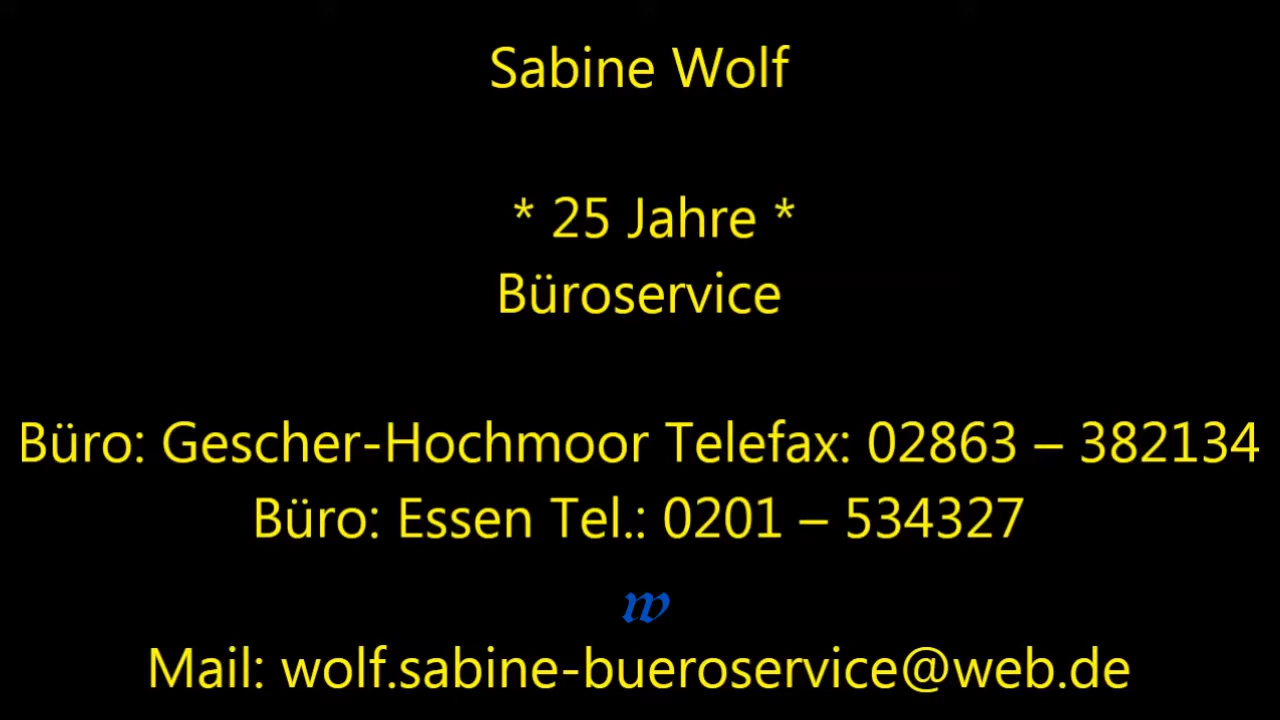 Sabine Wolf
* 25 Jahre *
Büroservice
Büro: Gescher-Hochmoor Telefax: 02863 – 382134
Büro: Essen Tel.: 0201 – 534327
w
Mail: wolf.sabine-bueroservice@web.de